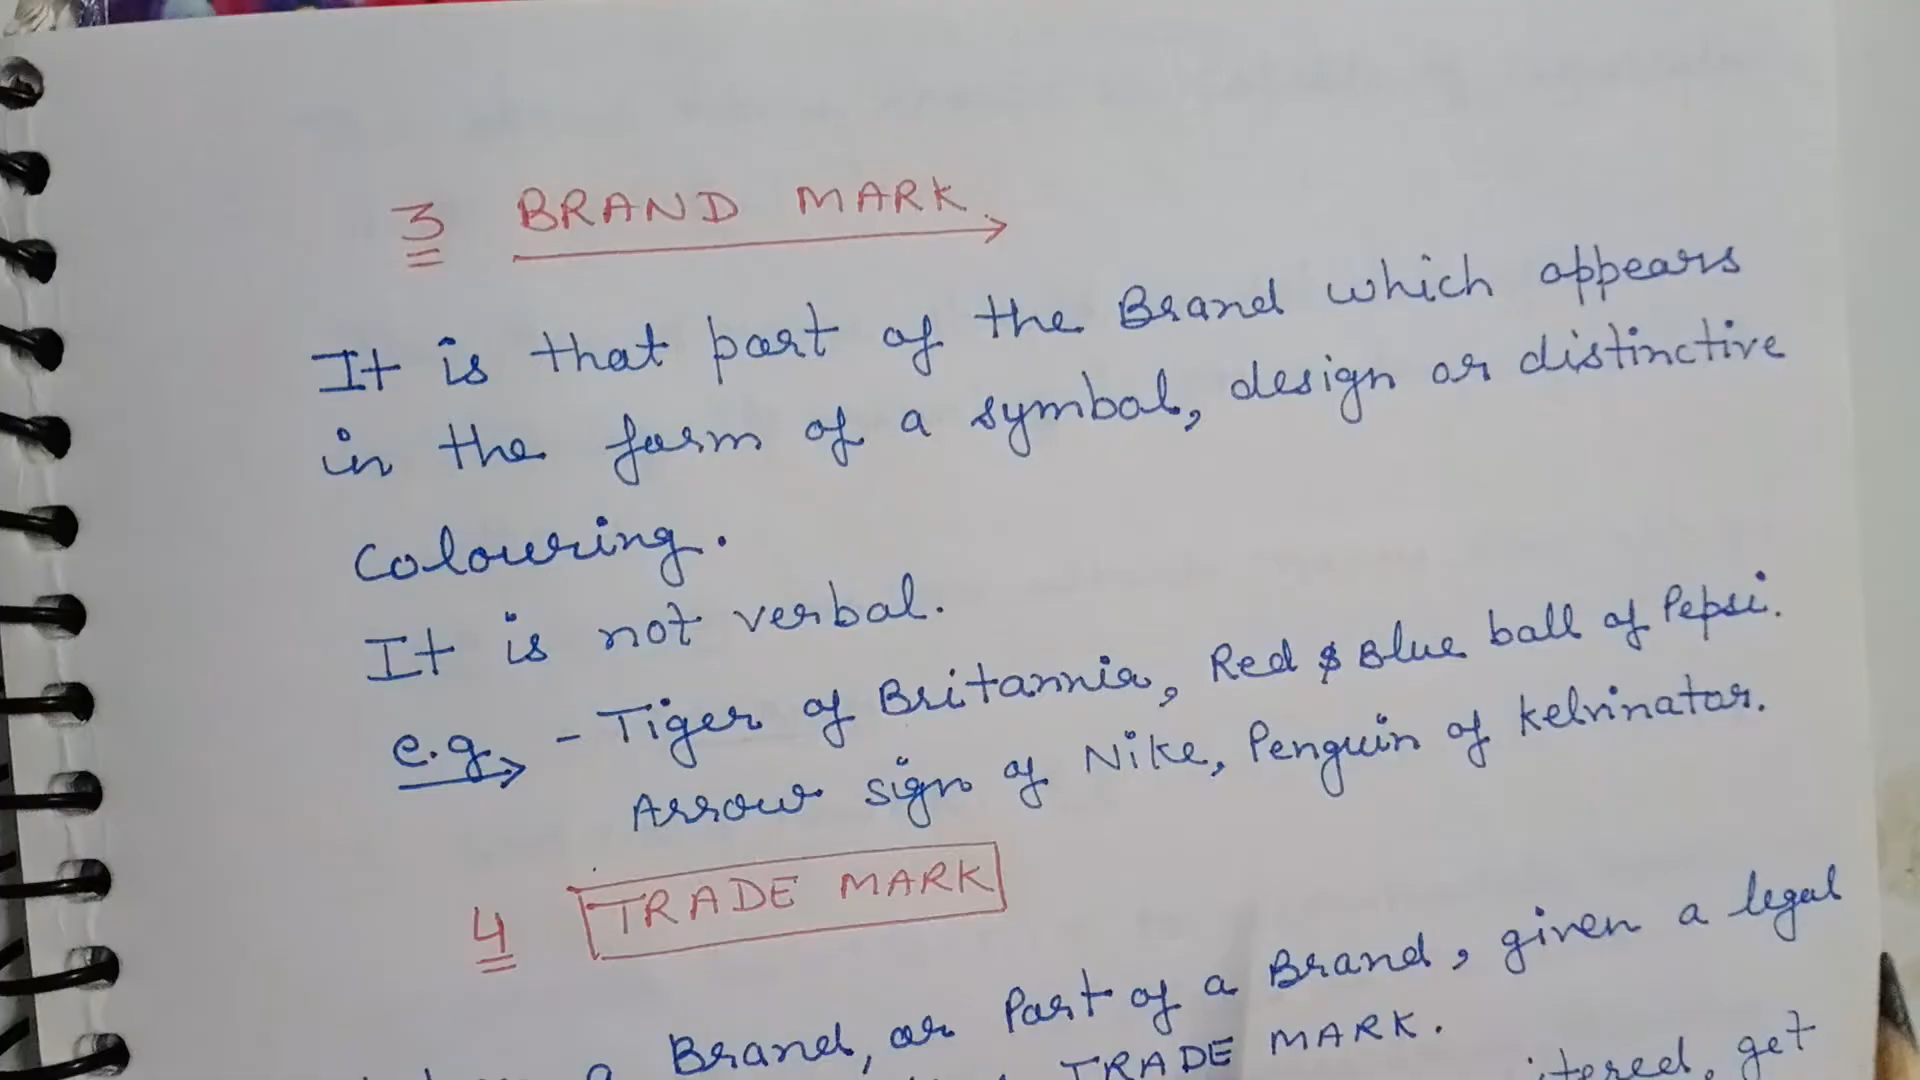 3 BRAND MARK
It is that part of the Brand which appears
in the form of a symbol, design or distinctive
colouring.
It is not verbal.
e.g. - Tiger of Britannia, Red & Blue ball of Pepsi.
Arrow sign of Nike, Penguin of Kelvinator.
4 TRADE MARK
a Brand, or Part of a Brand, given a legal
TRADE MARK.
get